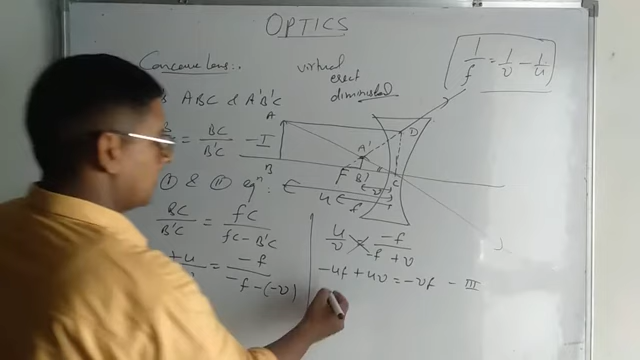 OPTICS
Concave lens:.
virtual
erect
diminished
1/f = 1/v - 1/u
ABC & A'B'C'
= BC/B'C - I
A
B
A'
B'
F
C
D
u
v
f
① & ② eqⁿ:
BC/B'C = fC/fC-B'C
+u = -f/-f-(-v)
u/v = -f/-f+v
-uf + uv = -vf - III